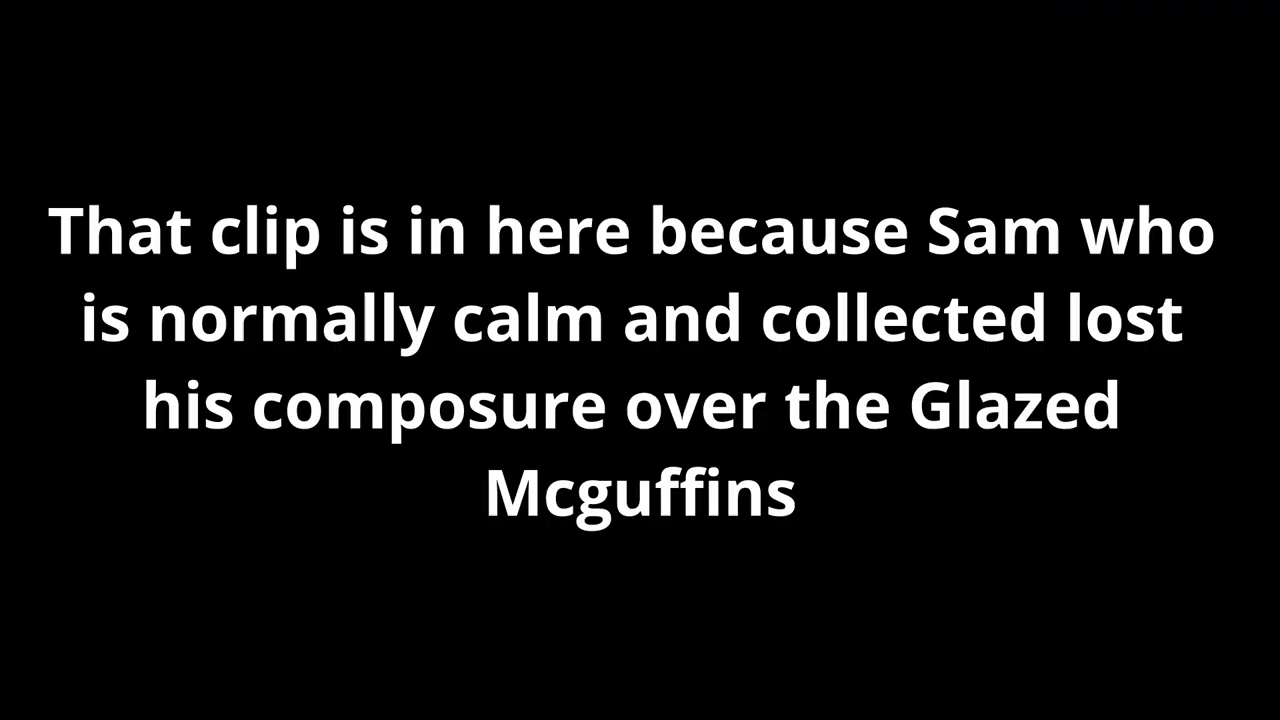 That clip is in here because Sam who
is normally calm and collected lost
his composure over the Glazed
Mcguffins